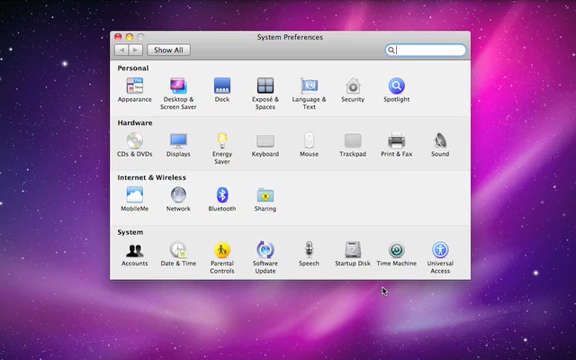 System Preferences
Show All
Personal
Appearance
Desktop & Screen Saver
Dock
Exposé & Spaces
Language & Text
Security
Spotlight
Hardware
CDs & DVDs
Displays
Energy Saver
Keyboard
Mouse
Trackpad
Print & Fax
Sound
Internet & Wireless
MobileMe
Network
Bluetooth
Sharing
System
Accounts
Date & Time
Parental Controls
Software Update
Speech
Startup Disk
Time Machine
Universal Access